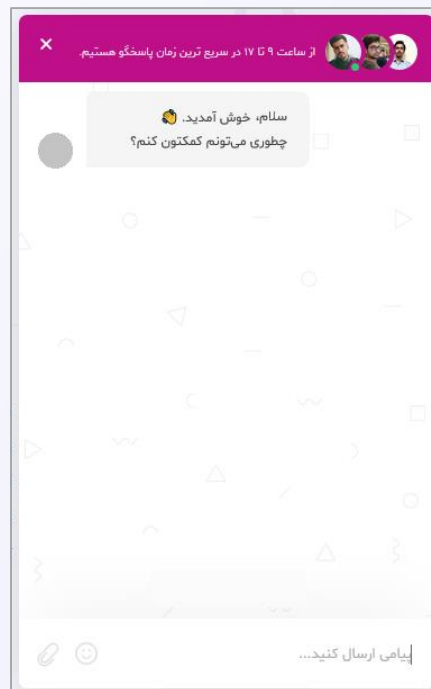 از ساعت ۹ تا ۱۷ در سریع ترین زمان پاسخگو هستیم.
سلام، خوش آمدید. 👏
چطوری می‌تونم کمکتون کنم؟
پیامی ارسال کنید...